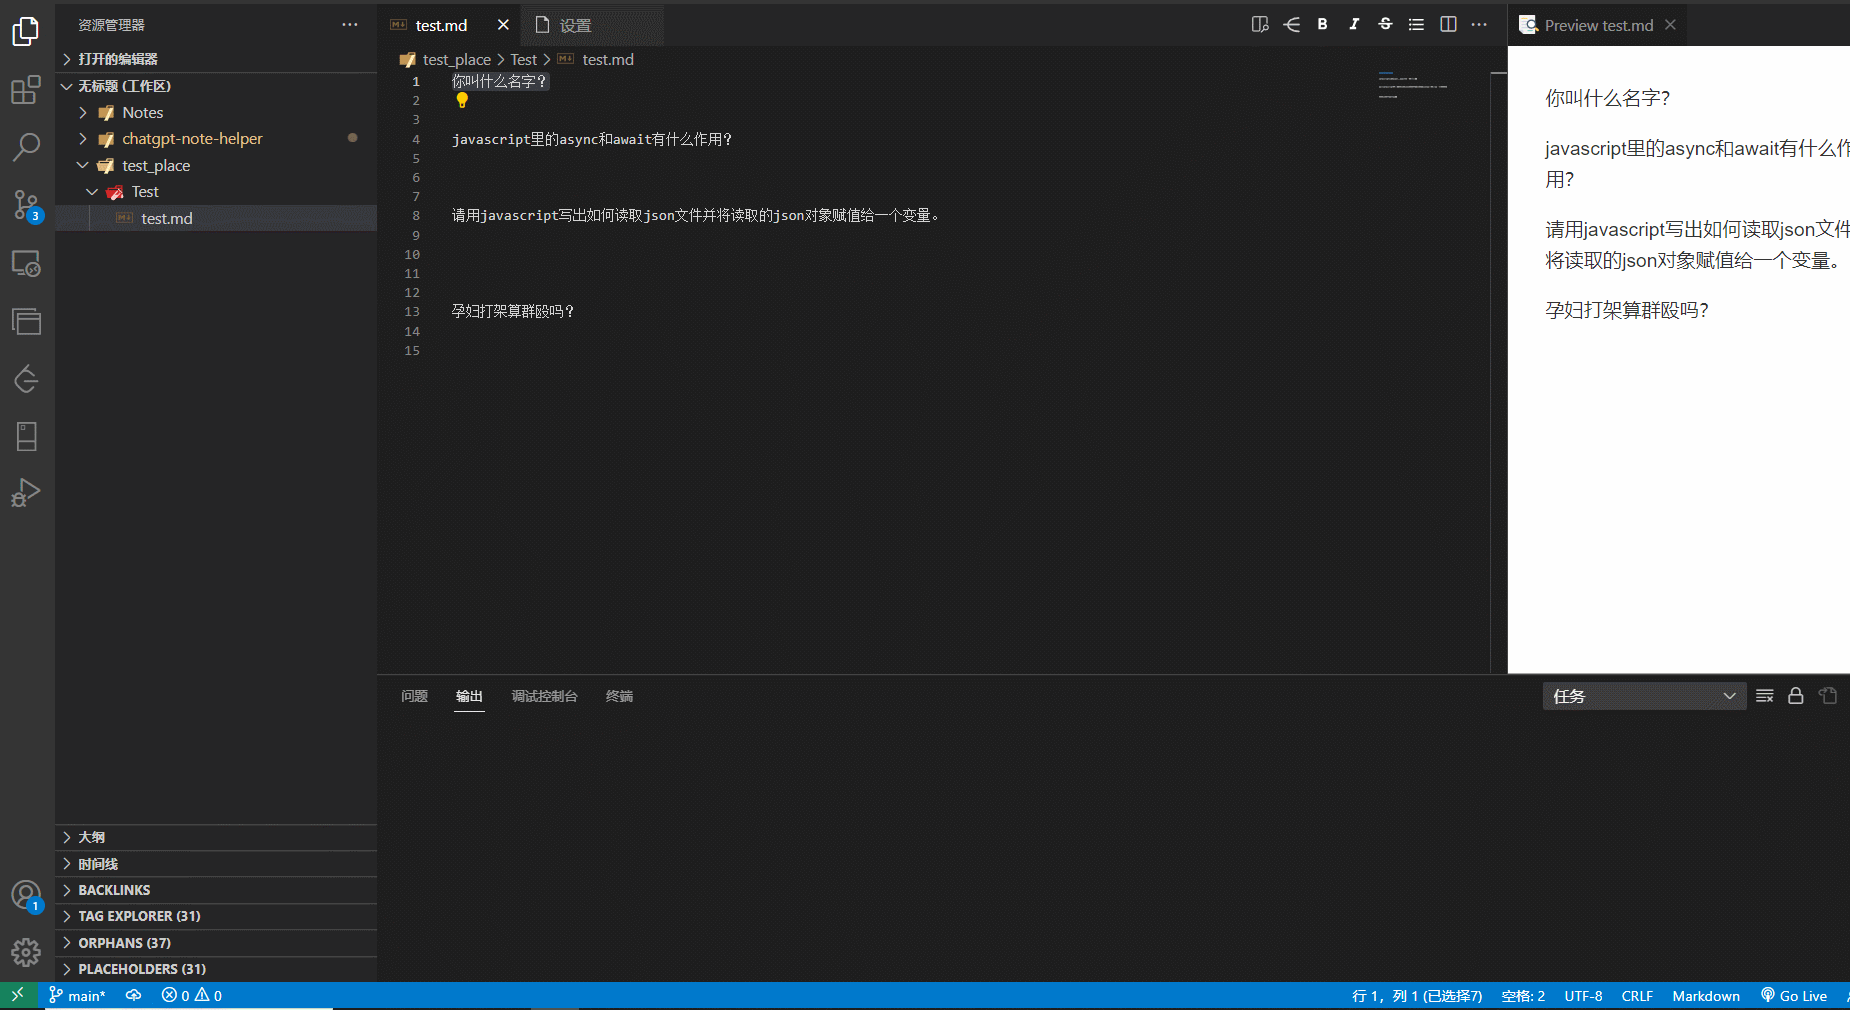 资源管理器
打开的编辑器
无标题 (工作区)
Notes
chatgpt-note-helper
test_place
Test
test.md
大纲
时间线
BACKLINKS
TAG EXPLORER (31)
ORPHANS (37)
PLACEHOLDERS (31)
3
1
test.md
设置
test_place > Test > test.md
1 你叫什么名字？
2
3
4 javascript里的async和await有什么作用？
5
6
7
8 请用javascript写出如何读取json文件并将读取的json对象赋值给一个变量。
9
10
11
12
13 孕妇打架算群殴吗？
14
15
Preview test.md
你叫什么名字？
javascript里的async和await有什么作
用？
请用javascript写出如何读取json文件
将读取的json对象赋值给一个变量。
孕妇打架算群殴吗？
问题 输出 调试控制台 终端
任务
main* 0 0
行 1，列 1 (已选择7) 空格: 2 UTF-8 CRLF Markdown Go Live